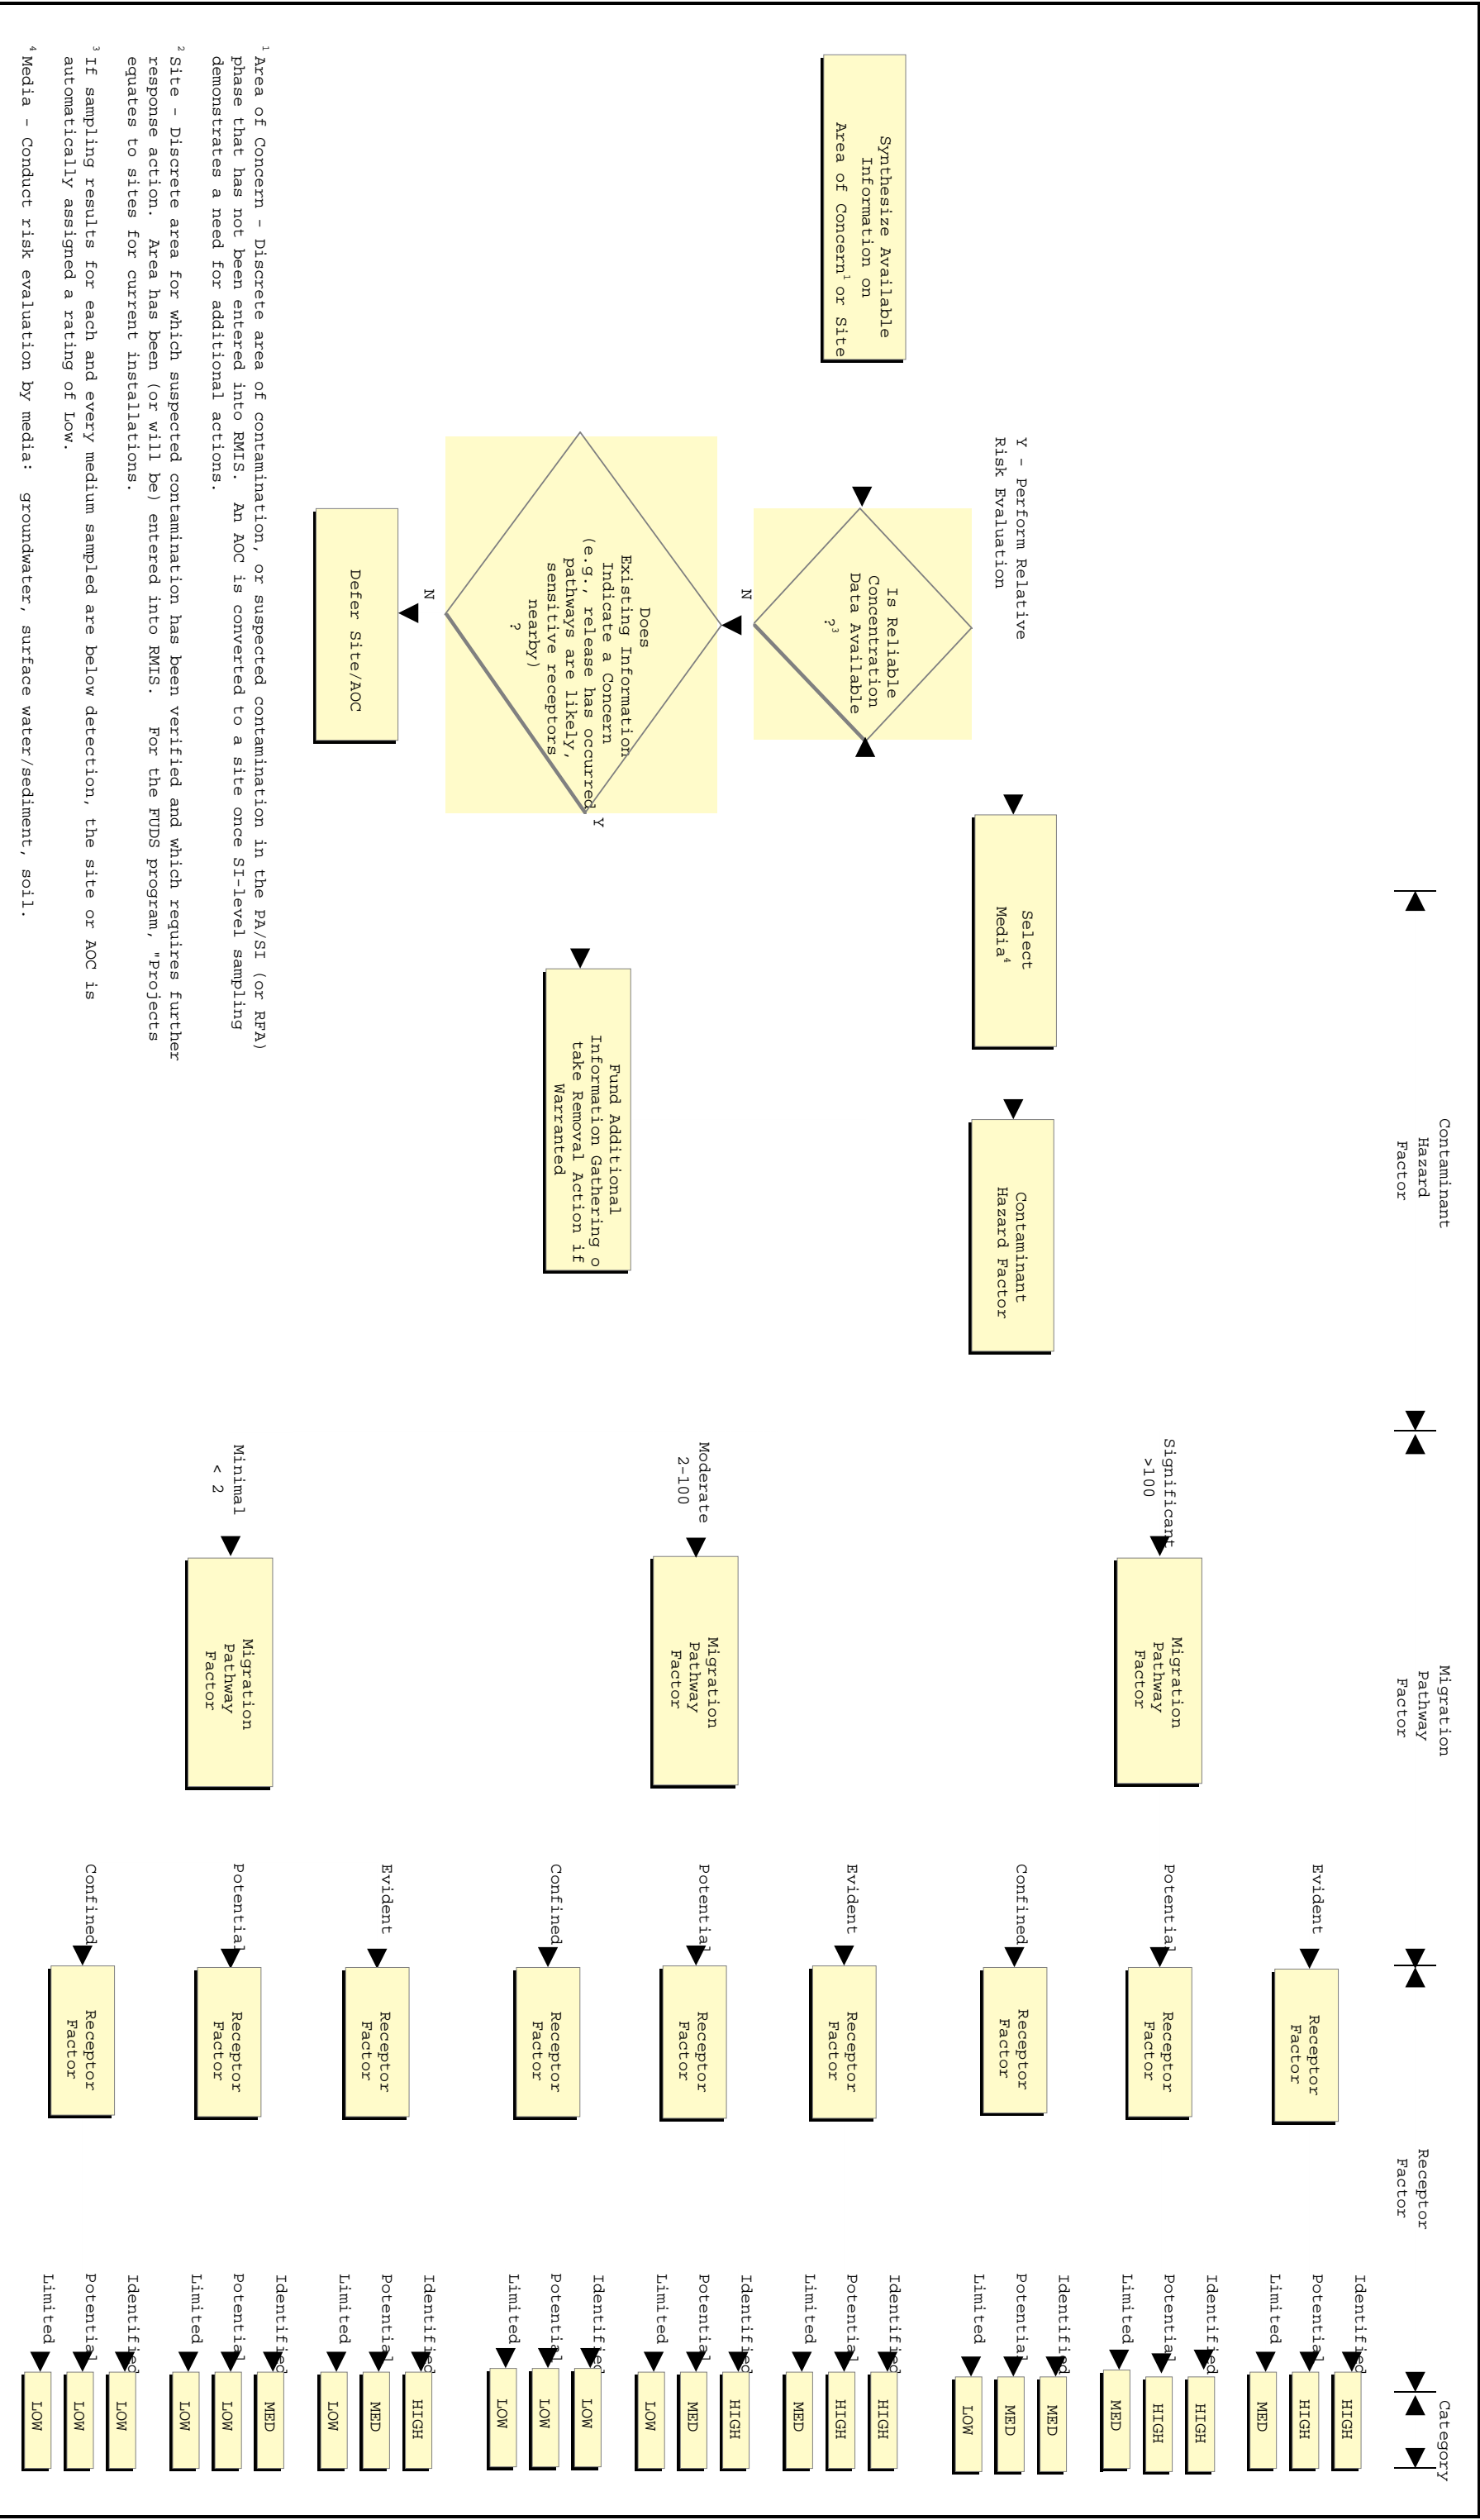 Contaminant
Hazard
Factor
Migration
Pathway
Factor
Receptor
Factor
Category
Synthesize Available
Information on
Area of Concern¹ or Site
Y - Perform Relative
Risk Evaluation
Is Reliable
Concentration
Data Available
?³
N
Does
Existing Information
Indicate a Concern
(e.g., release has occurred
pathways are likely,
sensitive receptors
nearby)
?
Y
N
Defer Site/AOC
Select
Media⁴
Contaminant
Hazard Factor
Fund Additional
Information Gathering o
take Removal Action if
Warranted
Significant
>100
Migration
Pathway
Factor
Evident
Receptor
Factor
Identified
HIGH
Potential
HIGH
Limited
MED
Potential
Receptor
Factor
Identified
HIGH
Potential
HIGH
Limited
MED
Confined
Receptor
Factor
Identified
MED
Potential
MED
Limited
LOW
Moderate
2-100
Migration
Pathway
Factor
Evident
Receptor
Factor
Identified
HIGH
Potential
HIGH
Limited
MED
Potential
Receptor
Factor
Identified
HIGH
Potential
MED
Limited
LOW
Confined
Receptor
Factor
Identified
LOW
Potential
LOW
Limited
LOW
Minimal
< 2
Migration
Pathway
Factor
Evident
Receptor
Factor
Identified
HIGH
Potential
MED
Limited
LOW
Potential
Receptor
Factor
Identified
MED
Potential
LOW
Limited
LOW
Confined
Receptor
Factor
Identified
LOW
Potential
LOW
Limited
LOW
¹ Area of Concern - Discrete area of contamination, or suspected contamination in the PA/SI (or RFA)
phase that has not been entered into RMIS. An AOC is converted to a site once SI-level sampling
demonstrates a need for additional actions.
² Site - Discrete area for which suspected contamination has been verified and which requires further
response action. Area has been (or will be) entered into RMIS. For the FUDS program, "Projects
equates to sites for current installations.
³ If sampling results for each and every medium sampled are below detection, the site or AOC is
automatically assigned a rating of Low.
⁴ Media - Conduct risk evaluation by media: groundwater, surface water/sediment, soil.